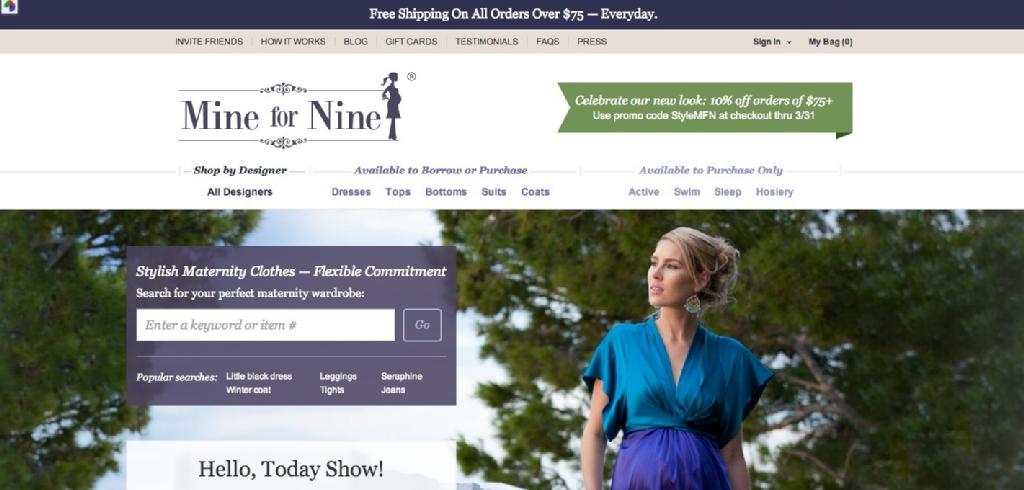 Free Shipping On All Orders Over $75 — Everyday.
INVITE FRIENDS HOW IT WORKS BLOG GIFT CARDS TESTIMONIALS FAQS PRESS Sign In My Bag (0)
Mine for Nine ®
Celebrate our new look: 10% off orders of $75+
Use promo code StyleMFN at checkout thru 3/31
Shop by Designer Available to Borrow or Purchase Available to Purchase Only
All Designers Dresses Tops Bottoms Suits Coats Active Swim Sleep Hosiery
Stylish Maternity Clothes — Flexible Commitment
Search for your perfect maternity wardrobe:
Enter a keyword or item # Go
Popular searches: Little black dress Leggings Seraphine
Winter coat Tights Jeans
Hello, Today Show!